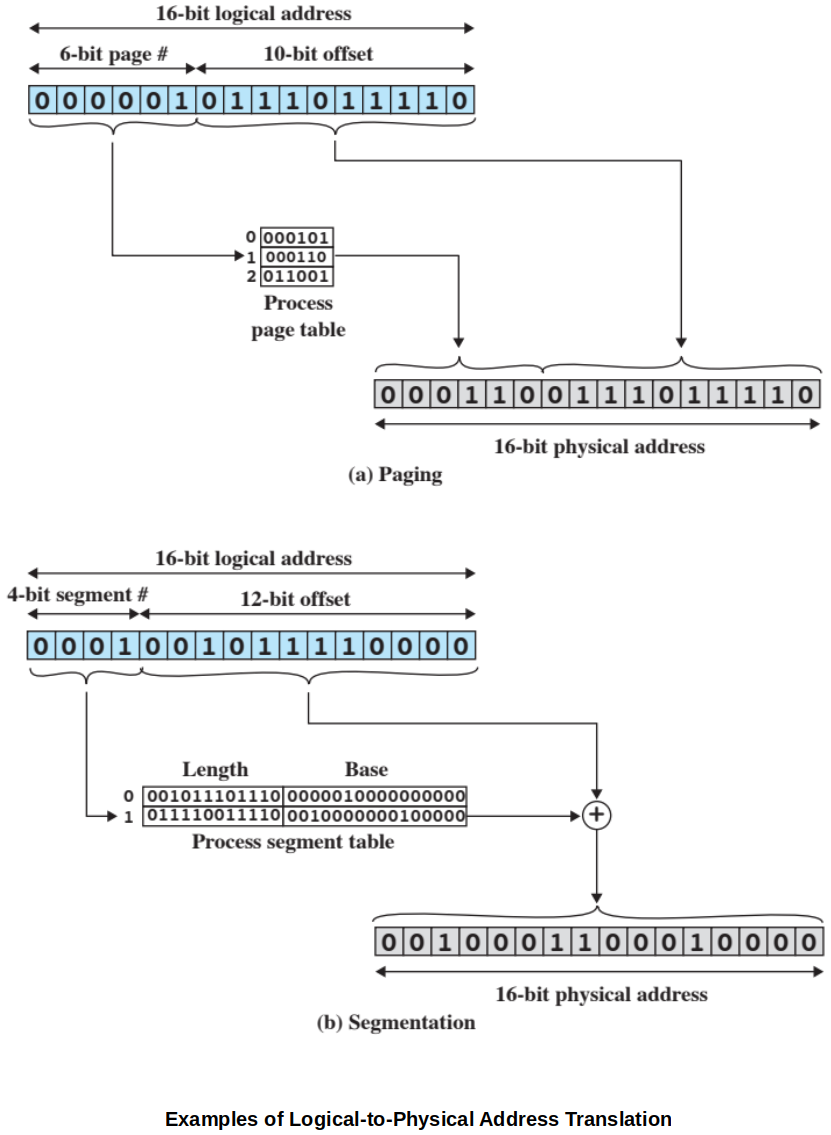 16-bit logical address
6-bit page # 10-bit offset
0 0 0 0 0 1 0 1 1 1 0 1 1 1 1 0
0 000101
1 000110
2 011001
Process
page table
0 0 0 1 1 0 0 1 1 1 0 1 1 1 1 0
16-bit physical address
(a) Paging
16-bit logical address
4-bit segment # 12-bit offset
0 0 0 1 0 0 1 0 1 1 1 1 0 0 0 0
Length Base
0 001011101110 0000010000000000
1 011110011110 0010000000100000
Process segment table
+
0 0 1 0 0 0 1 1 0 0 0 1 0 0 0 0
16-bit physical address
(b) Segmentation
Examples of Logical-to-Physical Address Translation